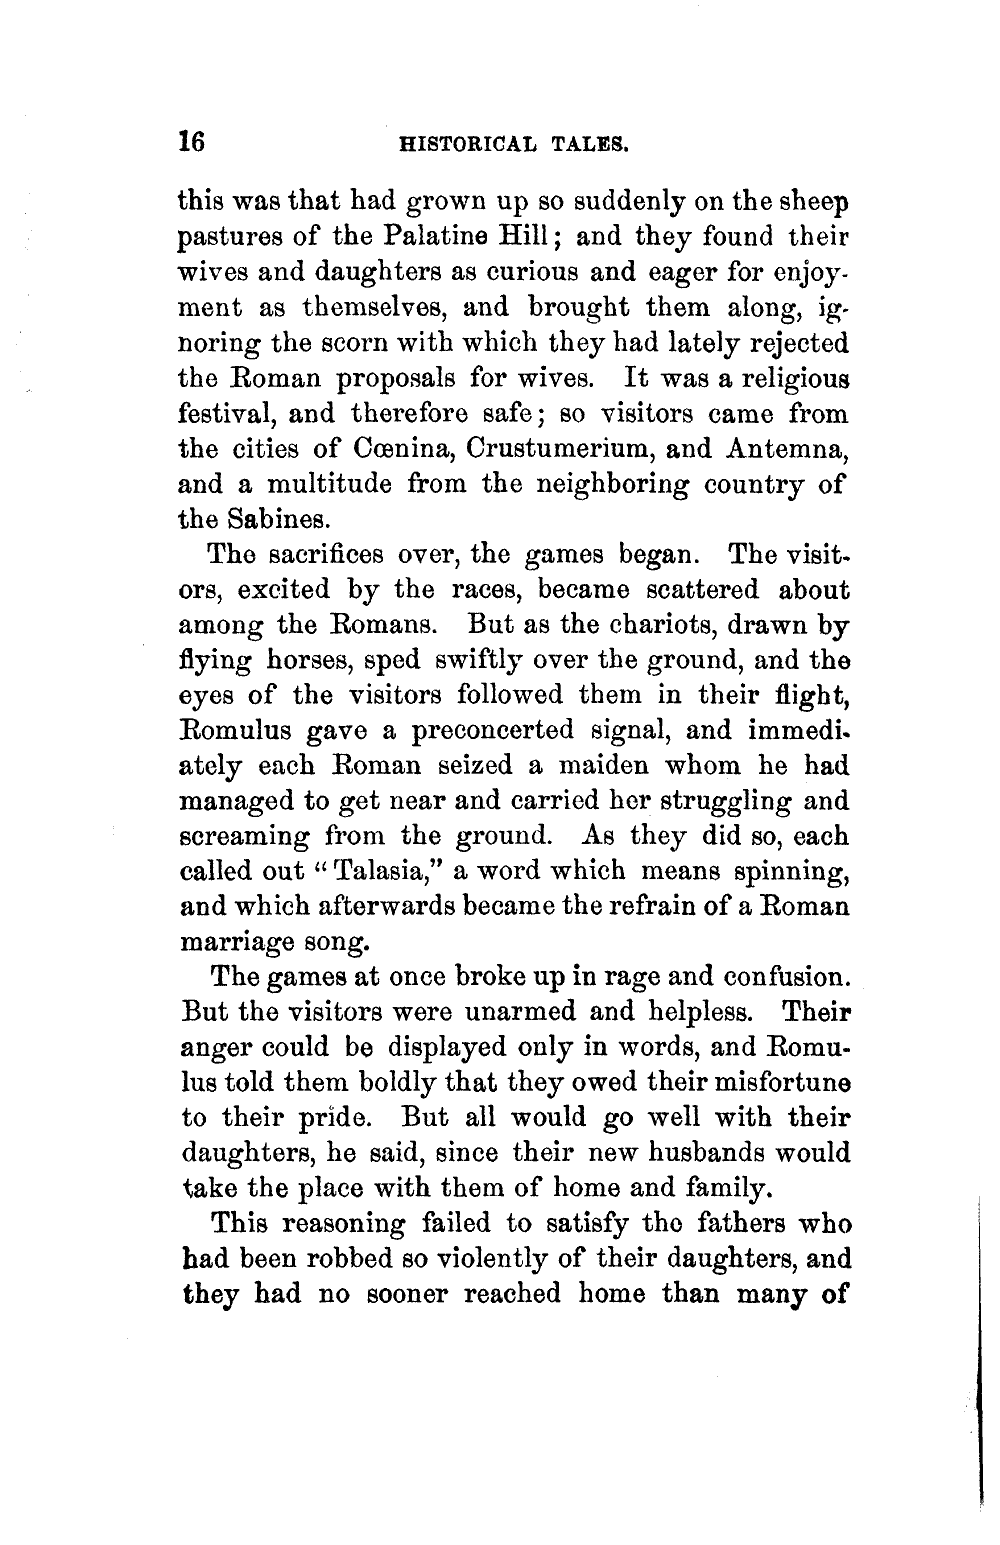 16 HISTORICAL TALES.
this was that had grown up so suddenly on the sheep
pastures of the Palatine Hill; and they found their
wives and daughters as curious and eager for enjoy-
ment as themselves, and brought them along, ig-
noring the scorn with which they had lately rejected
the Roman proposals for wives. It was a religious
festival, and therefore safe; so visitors came from
the cities of Cœnina, Crustumerium, and Antemna,
and a multitude from the neighboring country of
the Sabines.
The sacrifices over, the games began. The visit-
ors, excited by the races, became scattered about
among the Romans. But as the chariots, drawn by
flying horses, sped swiftly over the ground, and the
eyes of the visitors followed them in their flight,
Romulus gave a preconcerted signal, and immedi-
ately each Roman seized a maiden whom he had
managed to get near and carried her struggling and
screaming from the ground. As they did so, each
called out “Talasia,” a word which means spinning,
and which afterwards became the refrain of a Roman
marriage song.
The games at once broke up in rage and confusion.
But the visitors were unarmed and helpless. Their
anger could be displayed only in words, and Romu-
lus told them boldly that they owed their misfortune
to their pride. But all would go well with their
daughters, he said, since their new husbands would
take the place with them of home and family.
This reasoning failed to satisfy the fathers who
had been robbed so violently of their daughters, and
they had no sooner reached home than many of